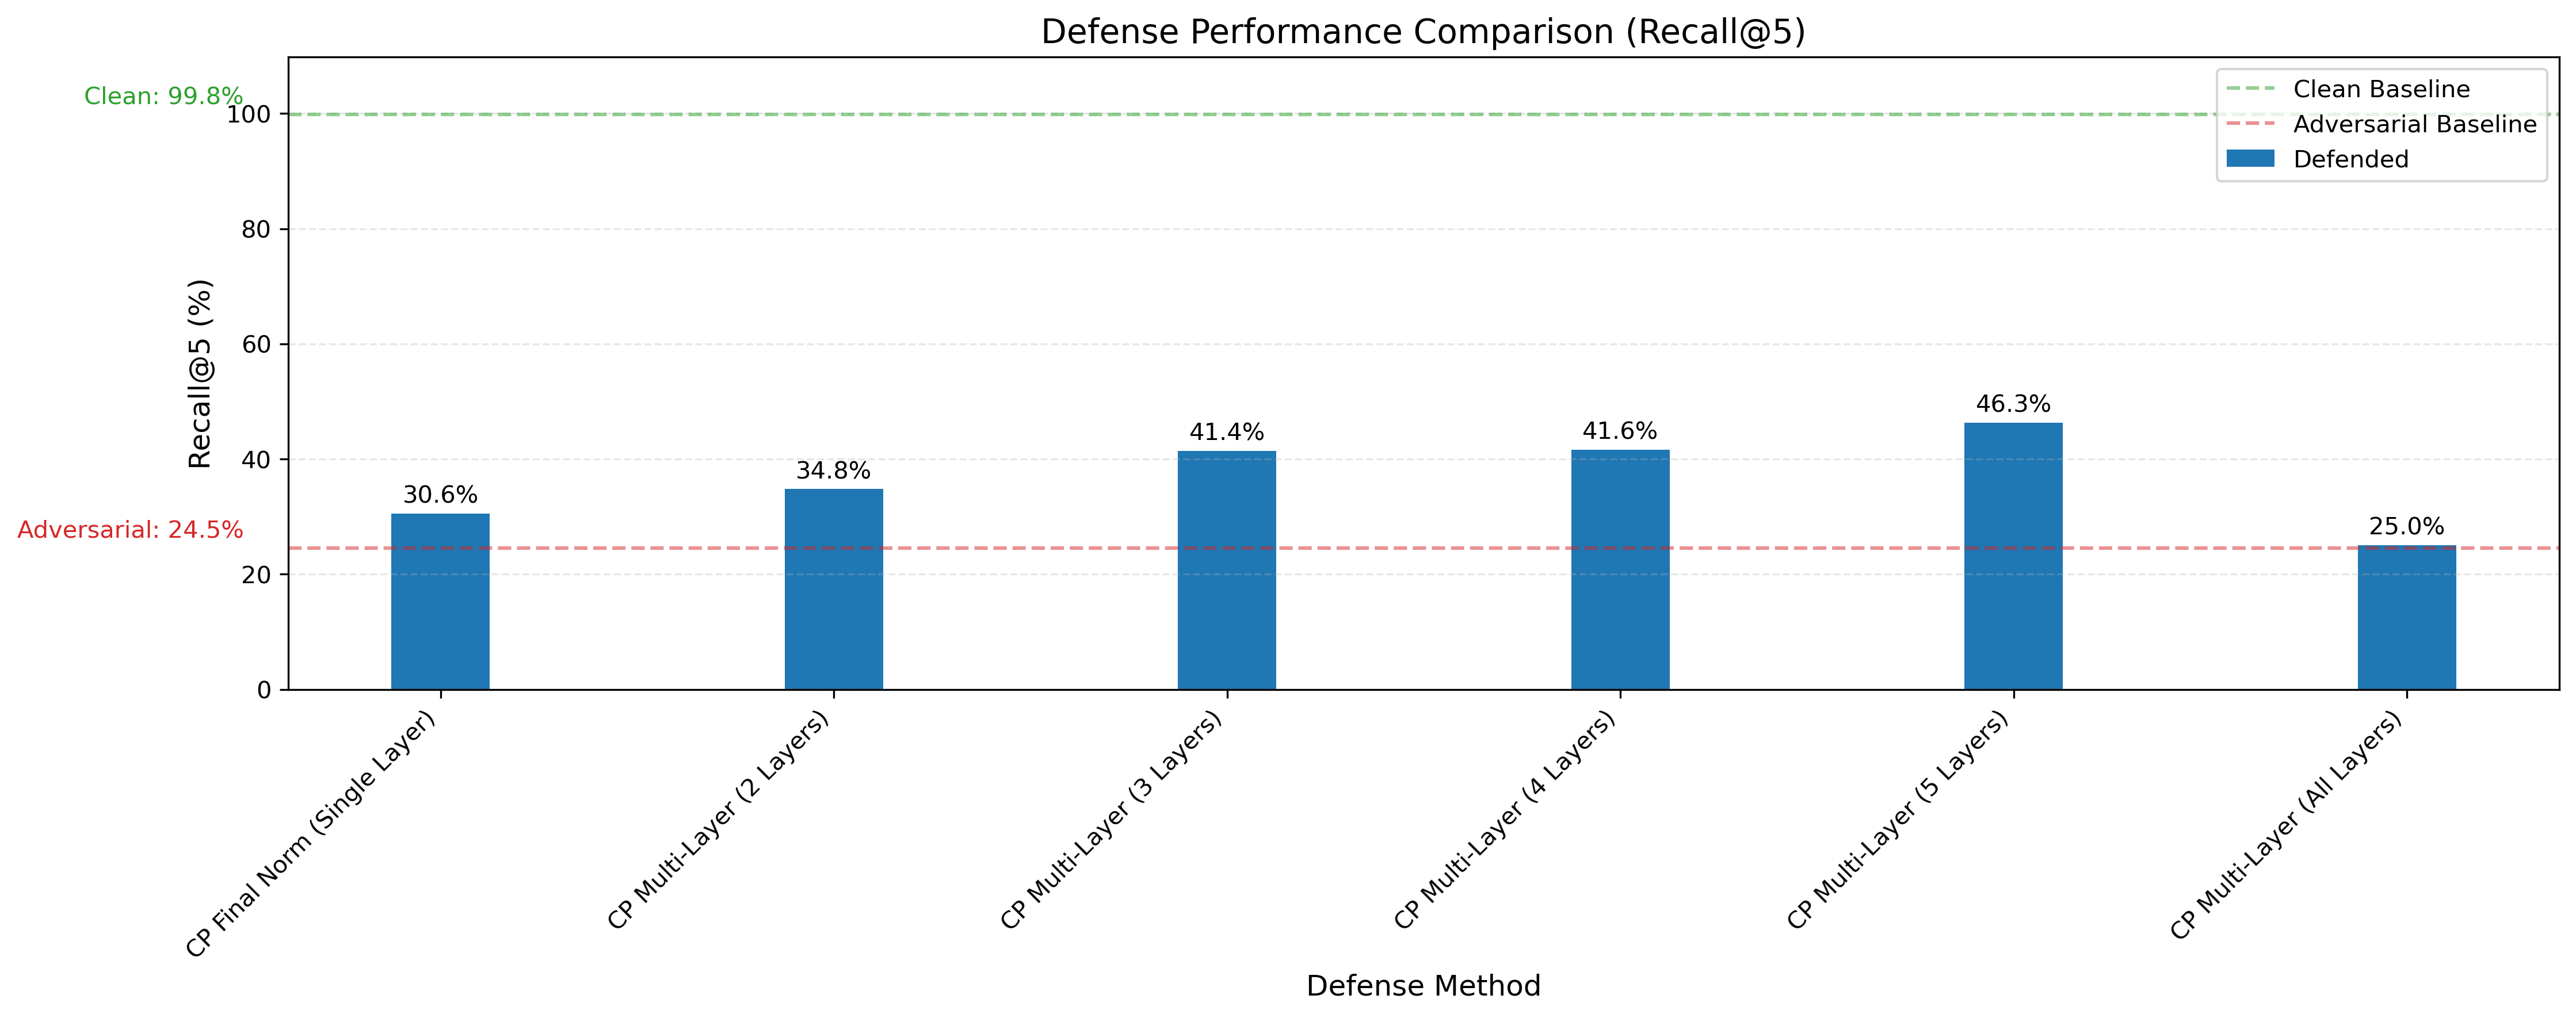 Defense Performance Comparison (Recall@5)
Clean: 99.8%
Adversarial: 24.5%
Recall@5 (%)
100
80
60
40
20
0
Clean Baseline
Adversarial Baseline
Defended
30.6%
34.8%
41.4%
41.6%
46.3%
25.0%
CP Final Norm (Single Layer)
CP Multi-Layer (2 Layers)
CP Multi-Layer (3 Layers)
CP Multi-Layer (4 Layers)
CP Multi-Layer (5 Layers)
CP Multi-Layer (All Layers)
Defense Method